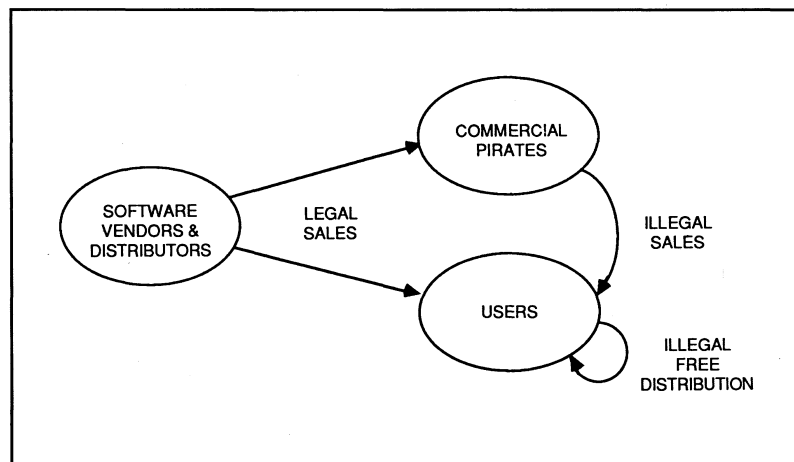 COMMERCIAL
PIRATES
SOFTWARE
VENDORS &
DISTRIBUTORS
LEGAL
SALES
ILLEGAL
SALES
USERS
ILLEGAL
FREE
DISTRIBUTION